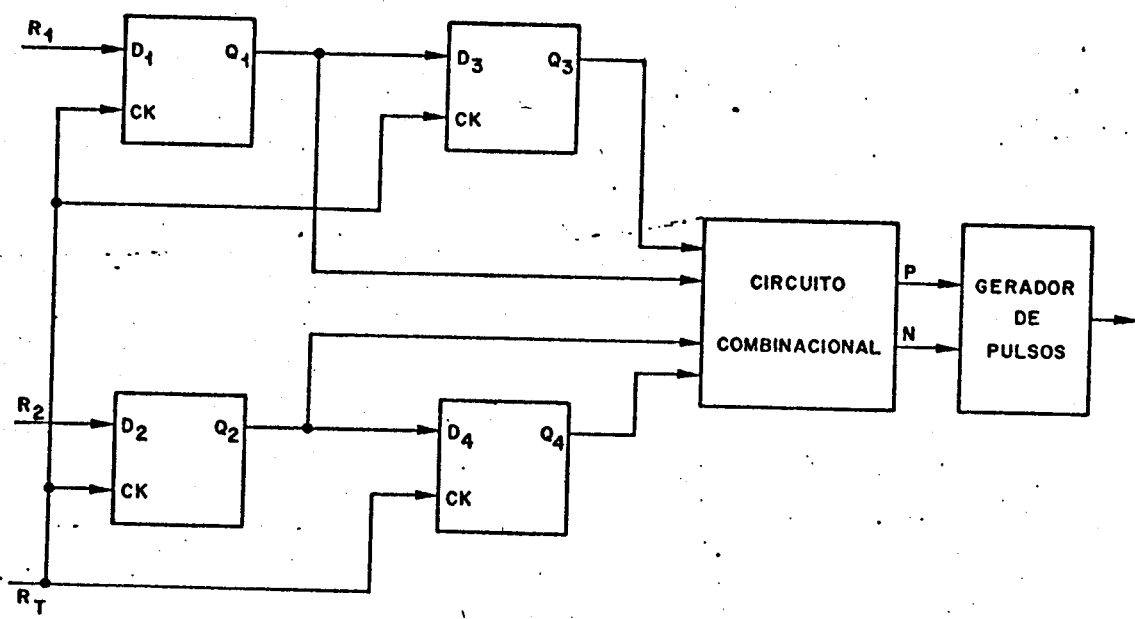 R1
D1
Q1
CK
D3
Q3
CK
CIRCUITO
COMBINACIONAL
P
N
GERADOR
DE
PULSOS
R2
D2
Q2
CK
D4
Q4
CK
RT